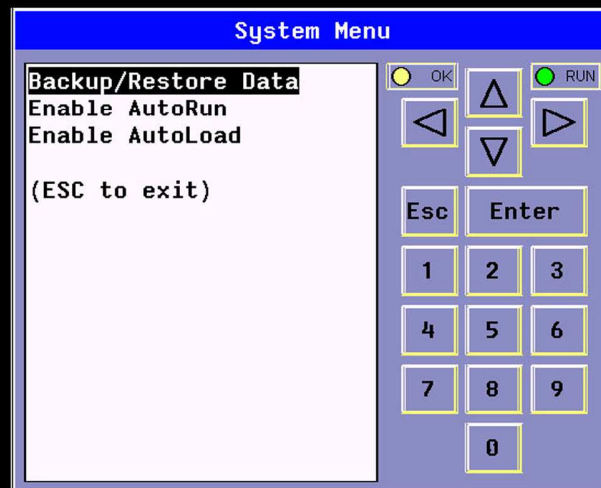 System Menu
Backup/Restore Data
Enable AutoRun
Enable AutoLoad
(ESC to exit)
OK
RUN
Esc
Enter
1
2
3
4
5
6
7
8
9
0